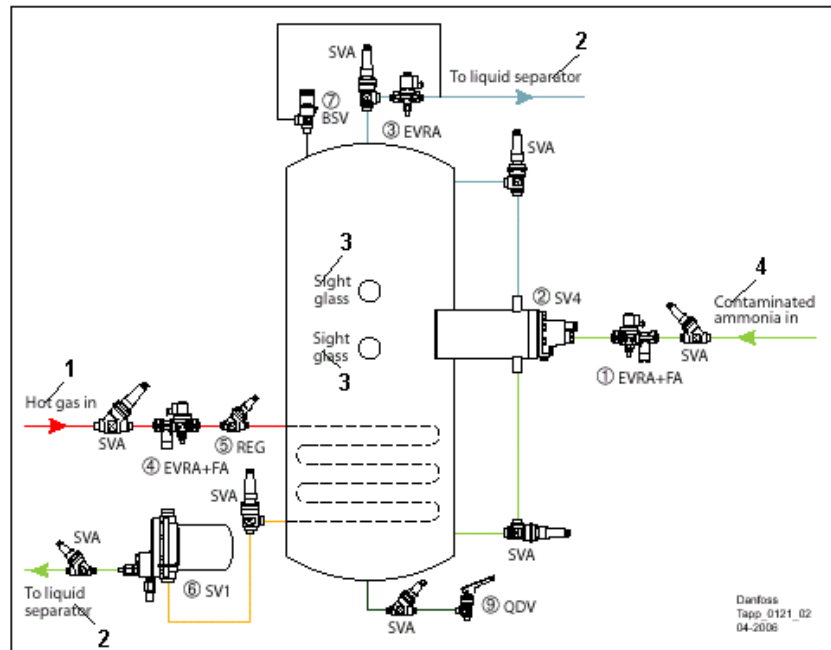 2
SVA
To liquid separator
⑦
BSV
③ EVRA
SVA
3
Sight
glass
4
② SV4
Contaminated
ammonia in
Sight
glass
3
SVA
1
① EVRA+FA
Hot gas in
SVA
⑤ REG
④ EVRA+FA
SVA
SVA
SVA
⑥ SV1
To liquid
separator
2
⑨ QDV
SVA
Danfoss
Tapp_0121_02
04-2006